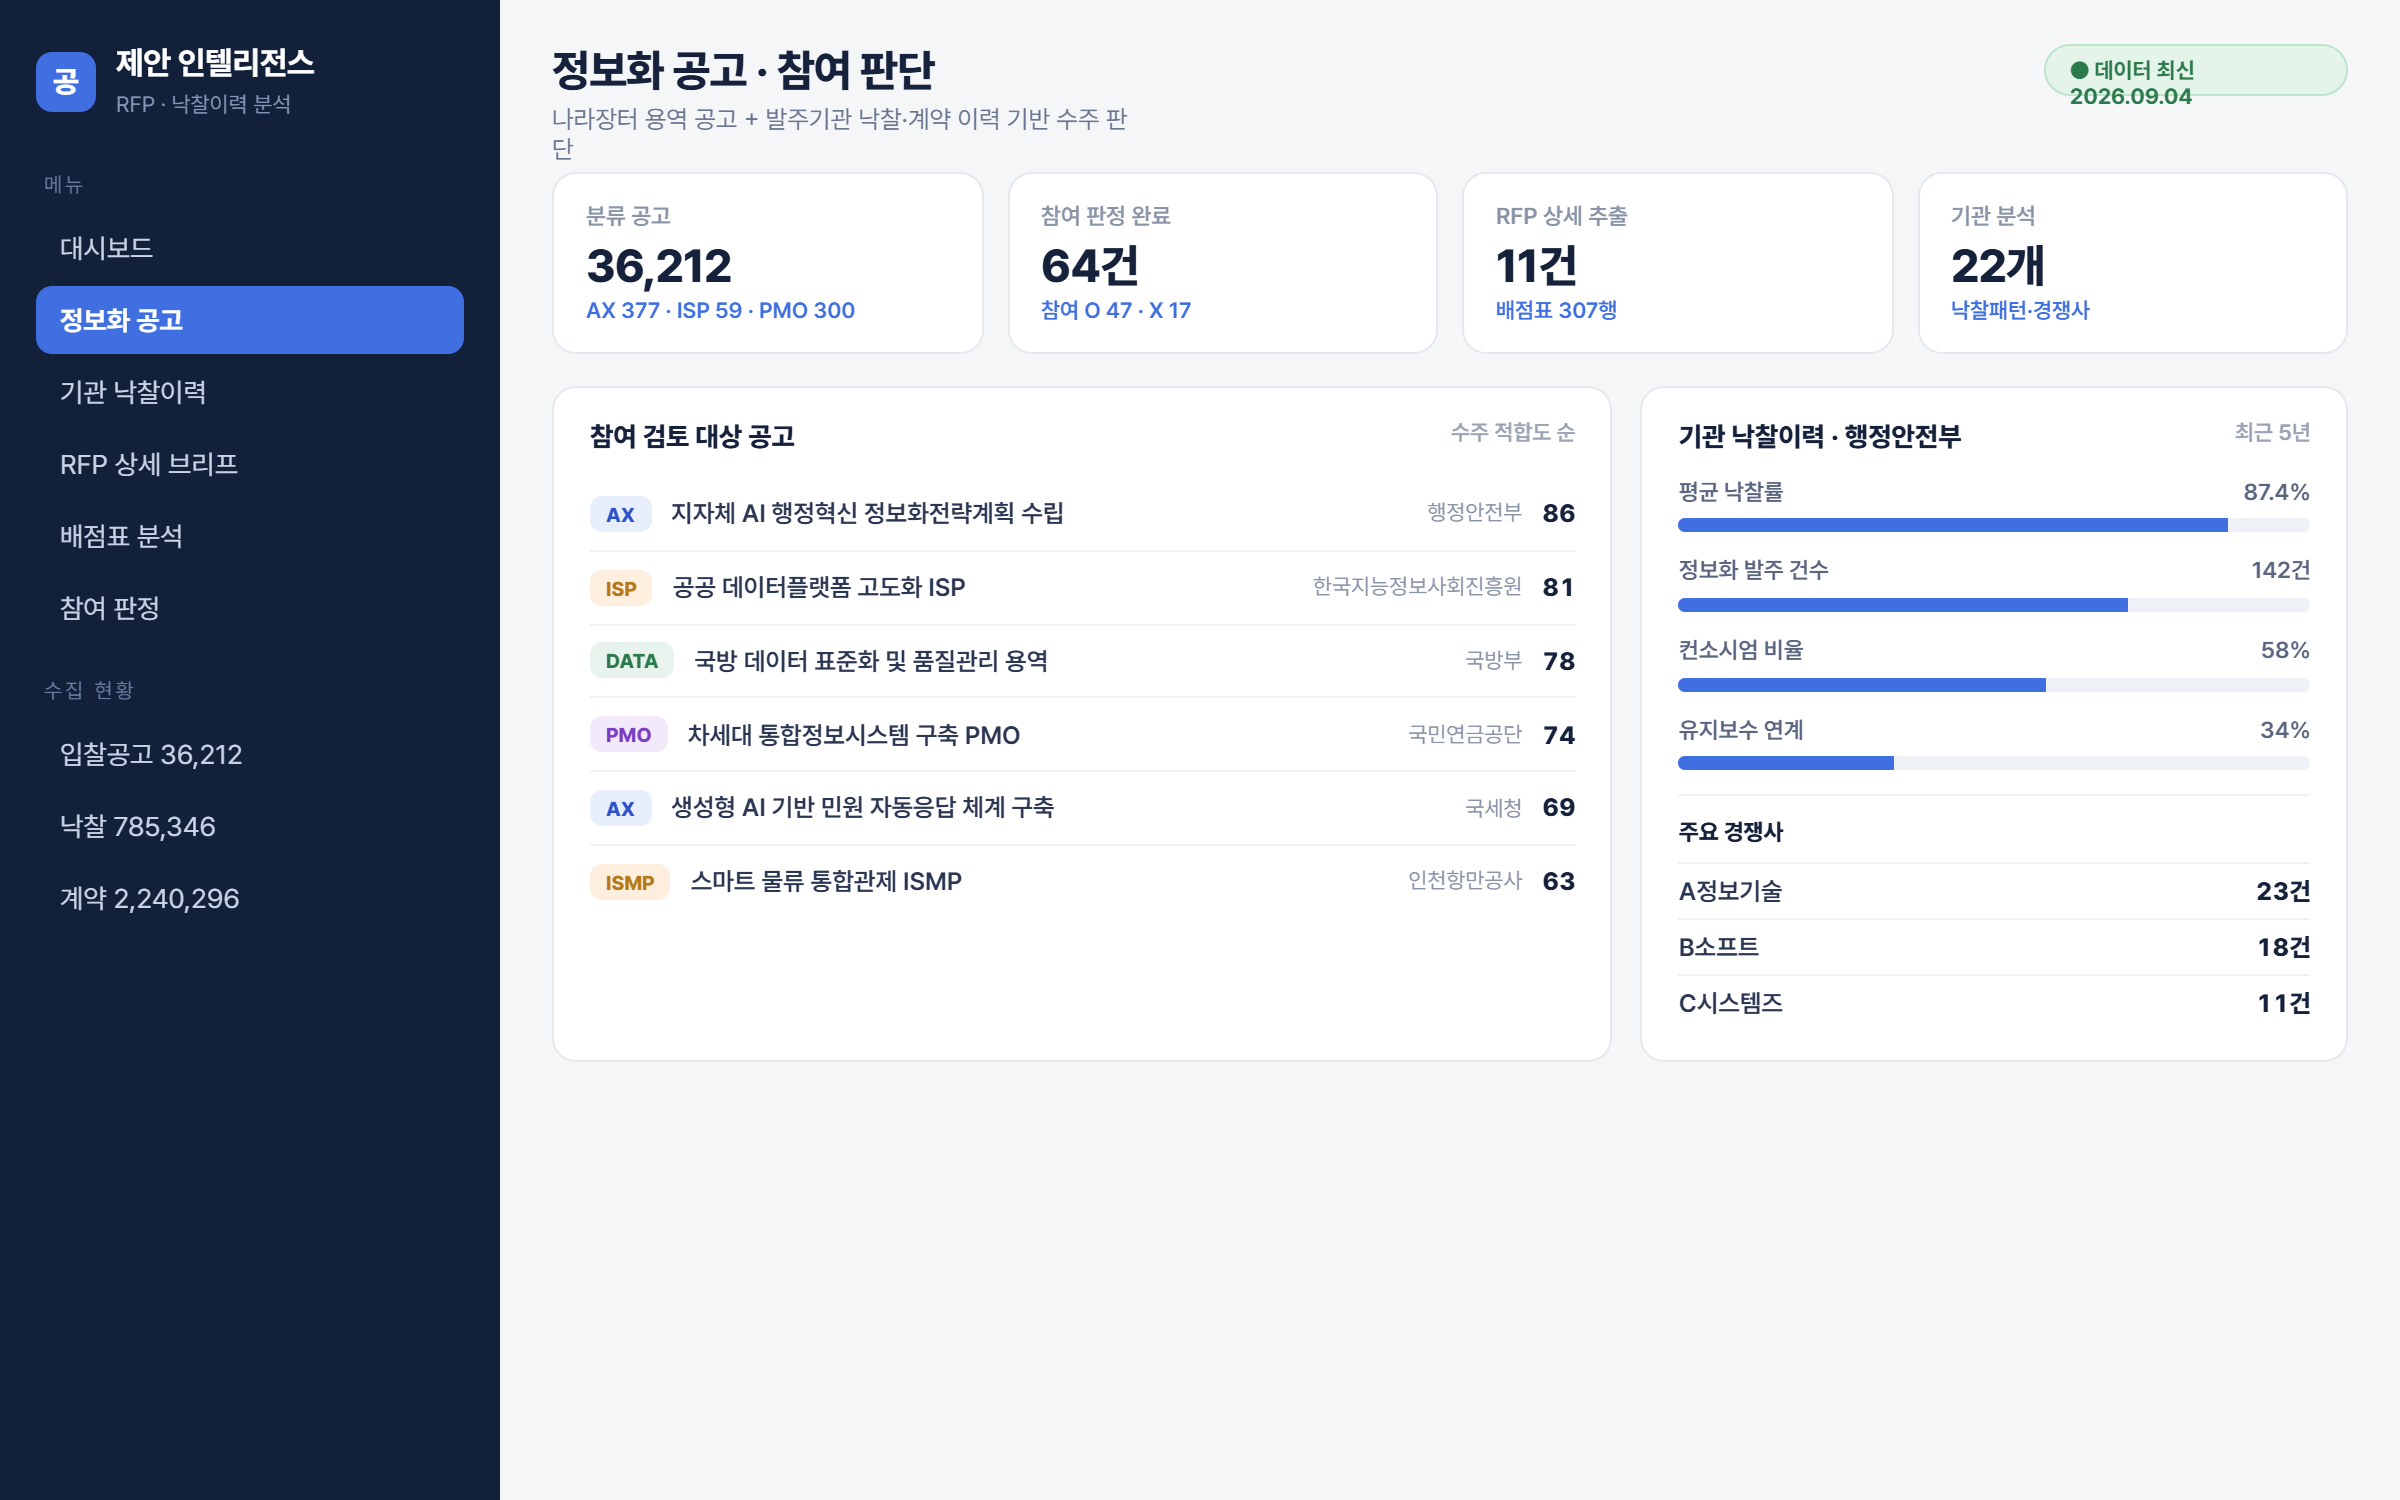 공
제안 인텔리전스
RFP · 낙찰이력 분석
메뉴
대시보드
정보화 공고
기관 낙찰이력
RFP 상세 브리프
배점표 분석
참여 판정
수집 현황
입찰공고 36,212
낙찰 785,346
계약 2,240,296
정보화 공고 · 참여 판단
나라장터 용역 공고 + 발주기관 낙찰·계약 이력 기반 수주 판
단
● 데이터 최신
2026.09.04
분류 공고
36,212
AX 377 · ISP 59 · PMO 300
참여 판정 완료
64건
참여 O 47 · X 17
RFP 상세 추출
11건
배점표 307행
기관 분석
22개
낙찰패턴·경쟁사
참여 검토 대상 공고 수주 적합도 순
AX 지자체 AI 행정혁신 정보화전략계획 수립 행정안전부 86
ISP 공공 데이터플랫폼 고도화 ISP 한국지능정보사회진흥원 81
DATA 국방 데이터 표준화 및 품질관리 용역 국방부 78
PMO 차세대 통합정보시스템 구축 PMO 국민연금공단 74
AX 생성형 AI 기반 민원 자동응답 체계 구축 국세청 69
ISMP 스마트 물류 통합관제 ISMP 인천항만공사 63
기관 낙찰이력 · 행정안전부 최근 5년
평균 낙찰률 87.4%
정보화 발주 건수 142건
컨소시엄 비율 58%
유지보수 연계 34%
주요 경쟁사
A정보기술 23건
B소프트 18건
C시스템즈 11건